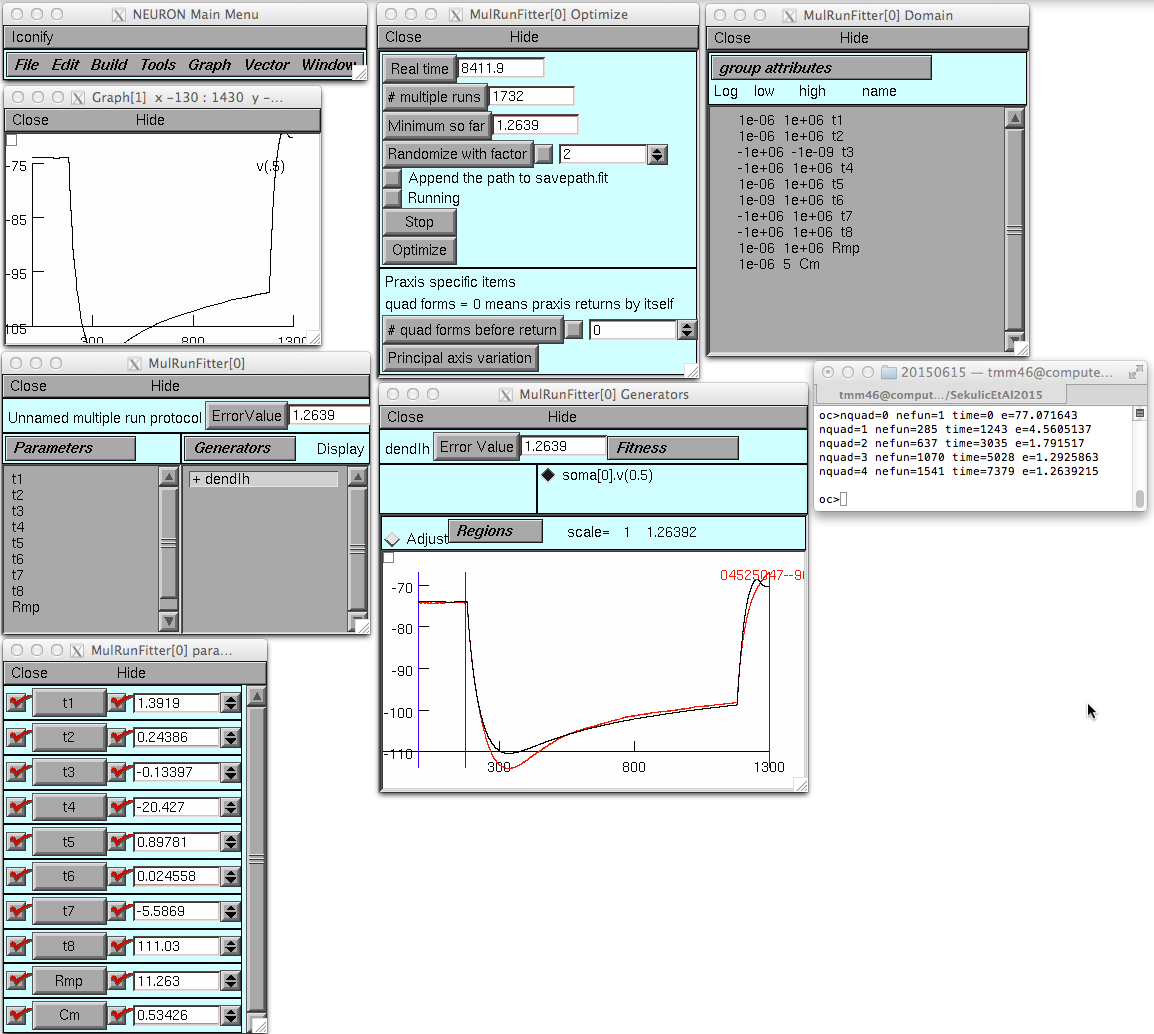 NEURON Main Menu
Iconify
File Edit Build Tools Graph Vector Window
Graph[1] x -130 : 1430 y -...
Close Hide
-75
v(.5)
-85
-95
105
300 800 1300
MulRunFitter[0]
Close Hide
Unnamed multiple run protocol ErrorValue 1.2639
Parameters Generators Display
t1
t2
t3
t4
t5
t6
t7
t8
Rmp
+ dendIh
MulRunFitter[0] para...
Close Hide
t1 1.3919
t2 0.24386
t3 -0.13397
t4 -20.427
t5 0.89781
t6 0.024558
t7 -5.5869
t8 111.03
Rmp 11.263
Cm 0.53426
MulRunFitter[0] Optimize
Close Hide
Real time 8411.9
# multiple runs 1732
Minimum so far 1.2639
Randomize with factor 2
Append the path to savepath.fit
Running
Stop
Optimize
Praxis specific items
quad forms = 0 means praxis returns by itself
# quad forms before return 0
Principal axis variation
MulRunFitter[0] Generators
Close Hide
dendIh Error Value 1.2639 Fitness
soma[0].v(0.5)
Adjust Regions scale= 1 1.26392
-70
-80
-90
-100
-110
300 800 1300
MulRunFitter[0] Domain
Close Hide
group attributes
Log low high name
1e-06 1e+06 t1
1e-06 1e+06 t2
-1e+06 -1e-09 t3
-1e+06 1e+06 t4
1e-06 1e+06 t5
1e-09 1e+06 t6
-1e+06 1e+06 t7
-1e+06 1e+06 t8
1e-06 1e+06 Rmp
1e-06 5 Cm
20150615 — tmm46@compute...
tmm46@comput.../SekulicEtAl2015
oc>nquad=0 nefun=1 time=0 e=77.071643
nquad=1 nefun=285 time=1243 e=4.5605137
nquad=2 nefun=637 time=3035 e=1.791517
nquad=3 nefun=1070 time=5028 e=1.2925863
nquad=4 nefun=1541 time=7379 e=1.2639215
oc>